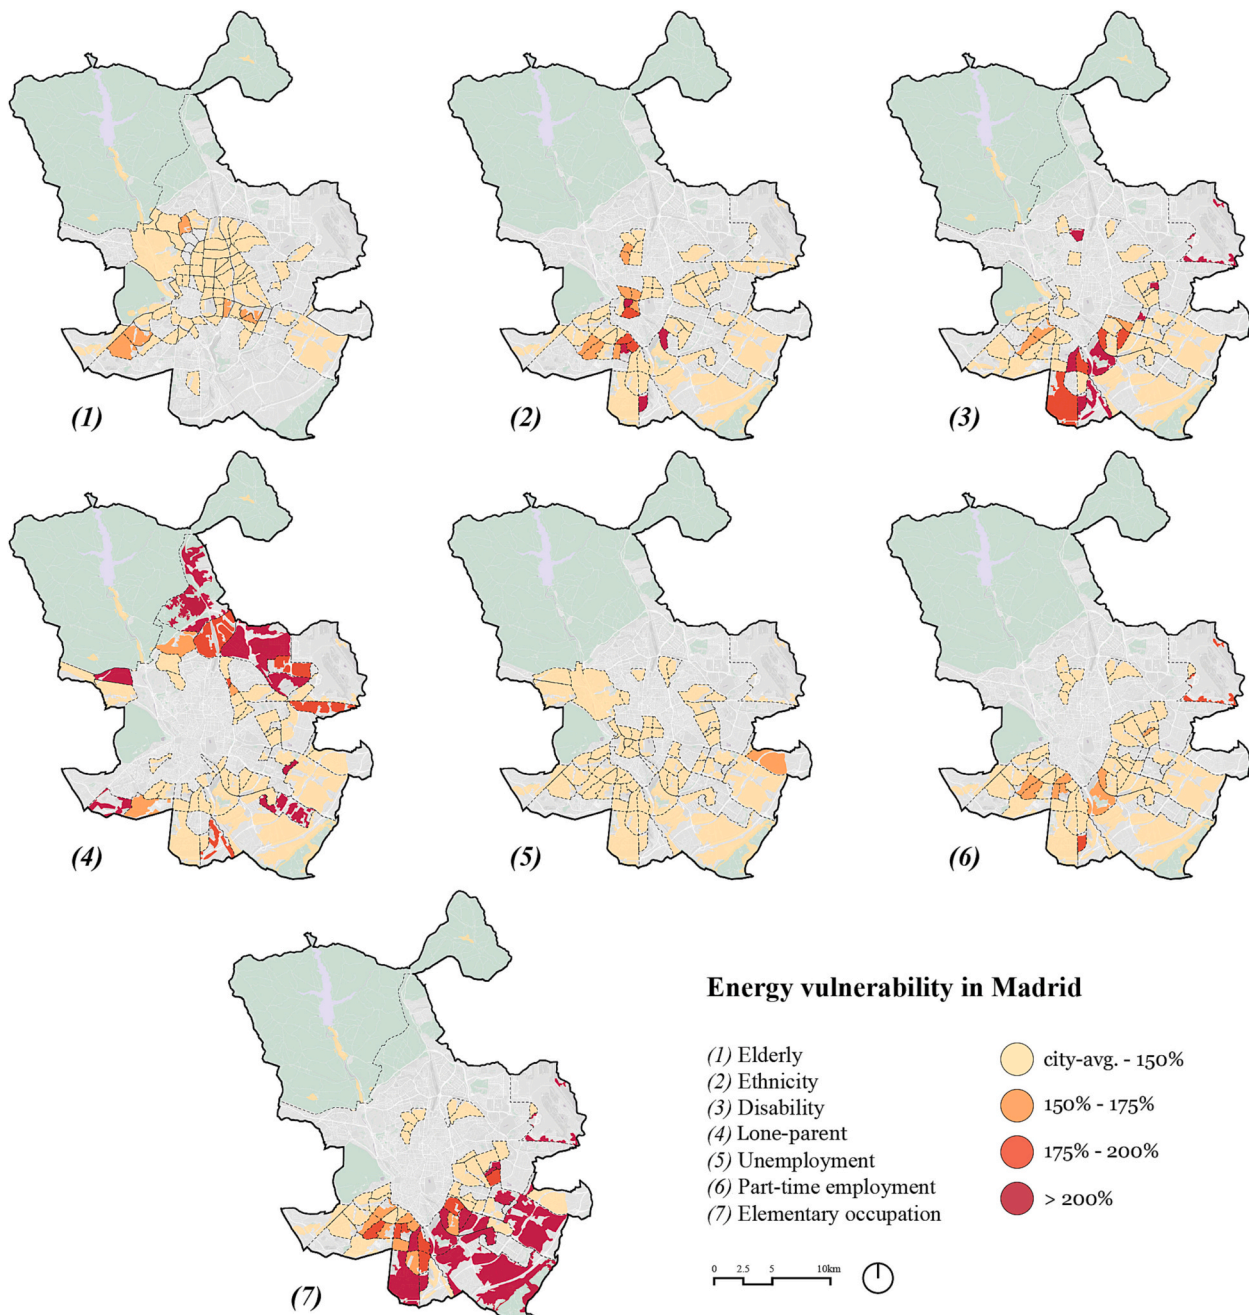 (1)
(2)
(3)
(4)
(5)
(6)
(7)
Energy vulnerability in Madrid
(1) Elderly
(2) Ethnicity
(3) Disability
(4) Lone-parent
(5) Unemployment
(6) Part-time employment
(7) Elementary occupation
city-avg. - 150%
150% - 175%
175% - 200%
> 200%
0 2.5 5 10km